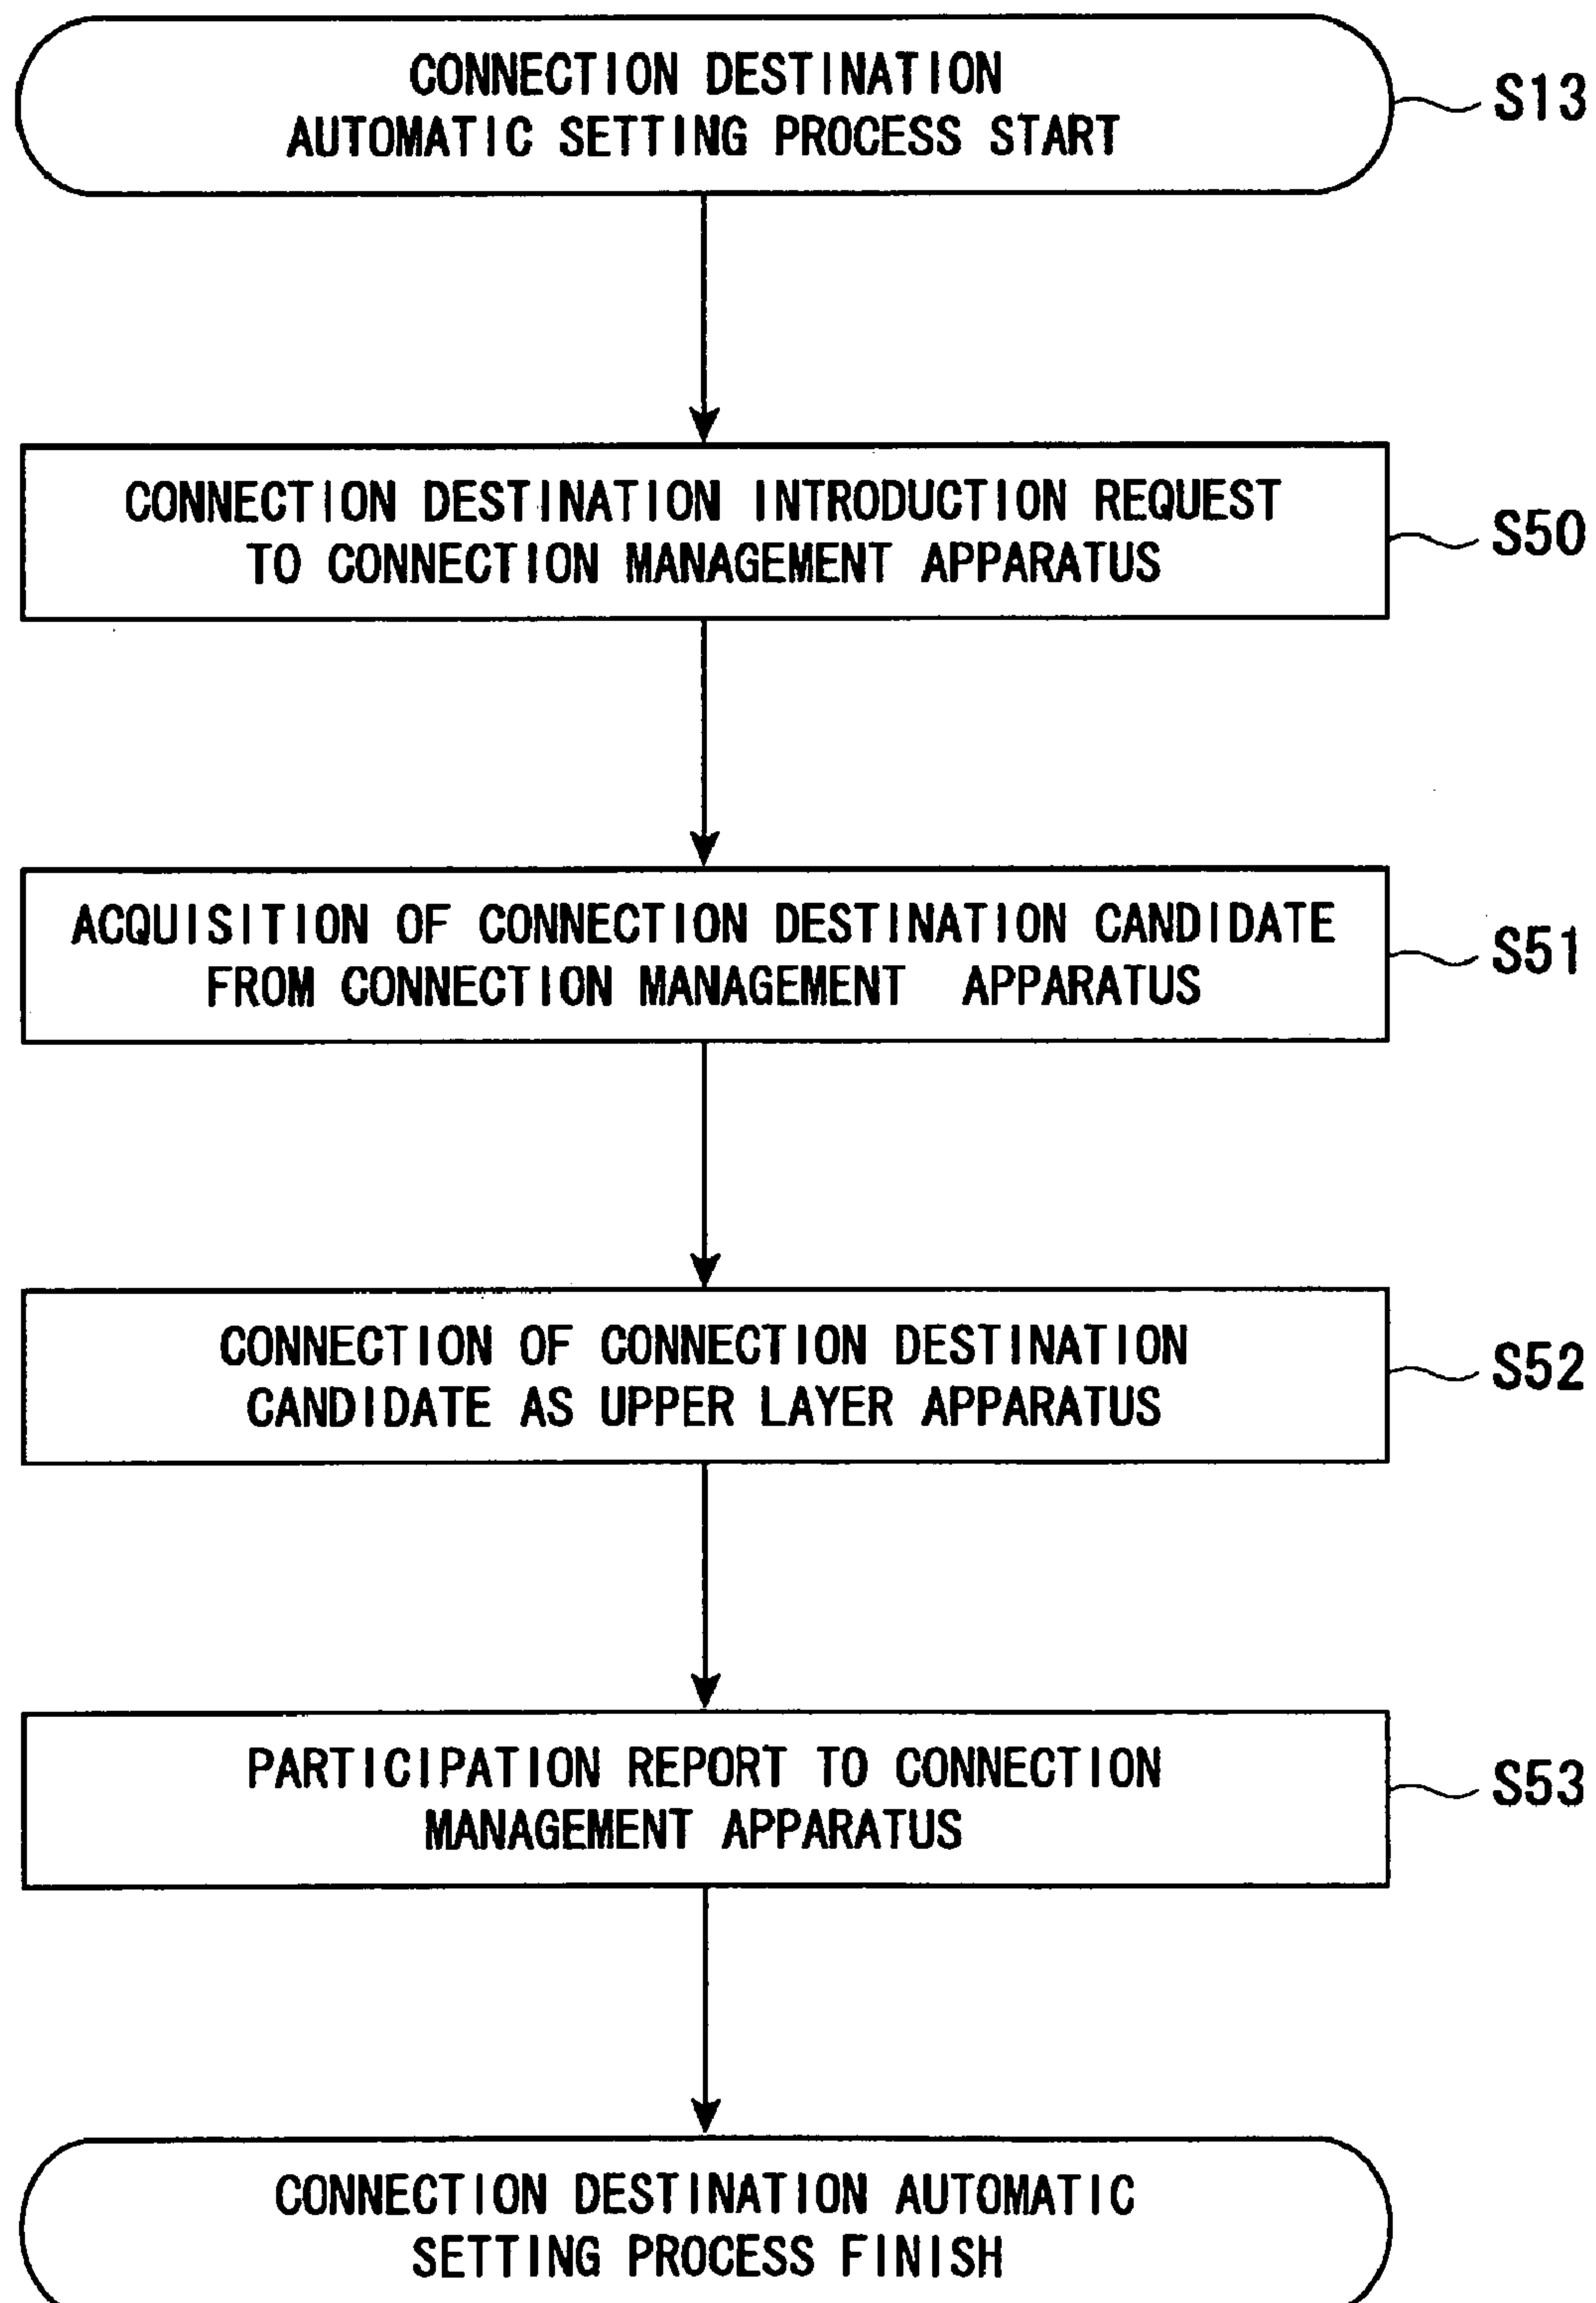 CONNECTION DESTINATION
AUTOMATIC SETTING PROCESS START
S13
CONNECTION DESTINATION INTRODUCTION REQUEST
TO CONNECTION MANAGEMENT APPARATUS
S50
ACQUISITION OF CONNECTION DESTINATION CANDIDATE
FROM CONNECTION MANAGEMENT APPARATUS
S51
CONNECTION OF CONNECTION DESTINATION
CANDIDATE AS UPPER LAYER APPARATUS
S52
PARTICIPATION REPORT TO CONNECTION
MANAGEMENT APPARATUS
S53
CONNECTION DESTINATION AUTOMATIC
SETTING PROCESS FINISH